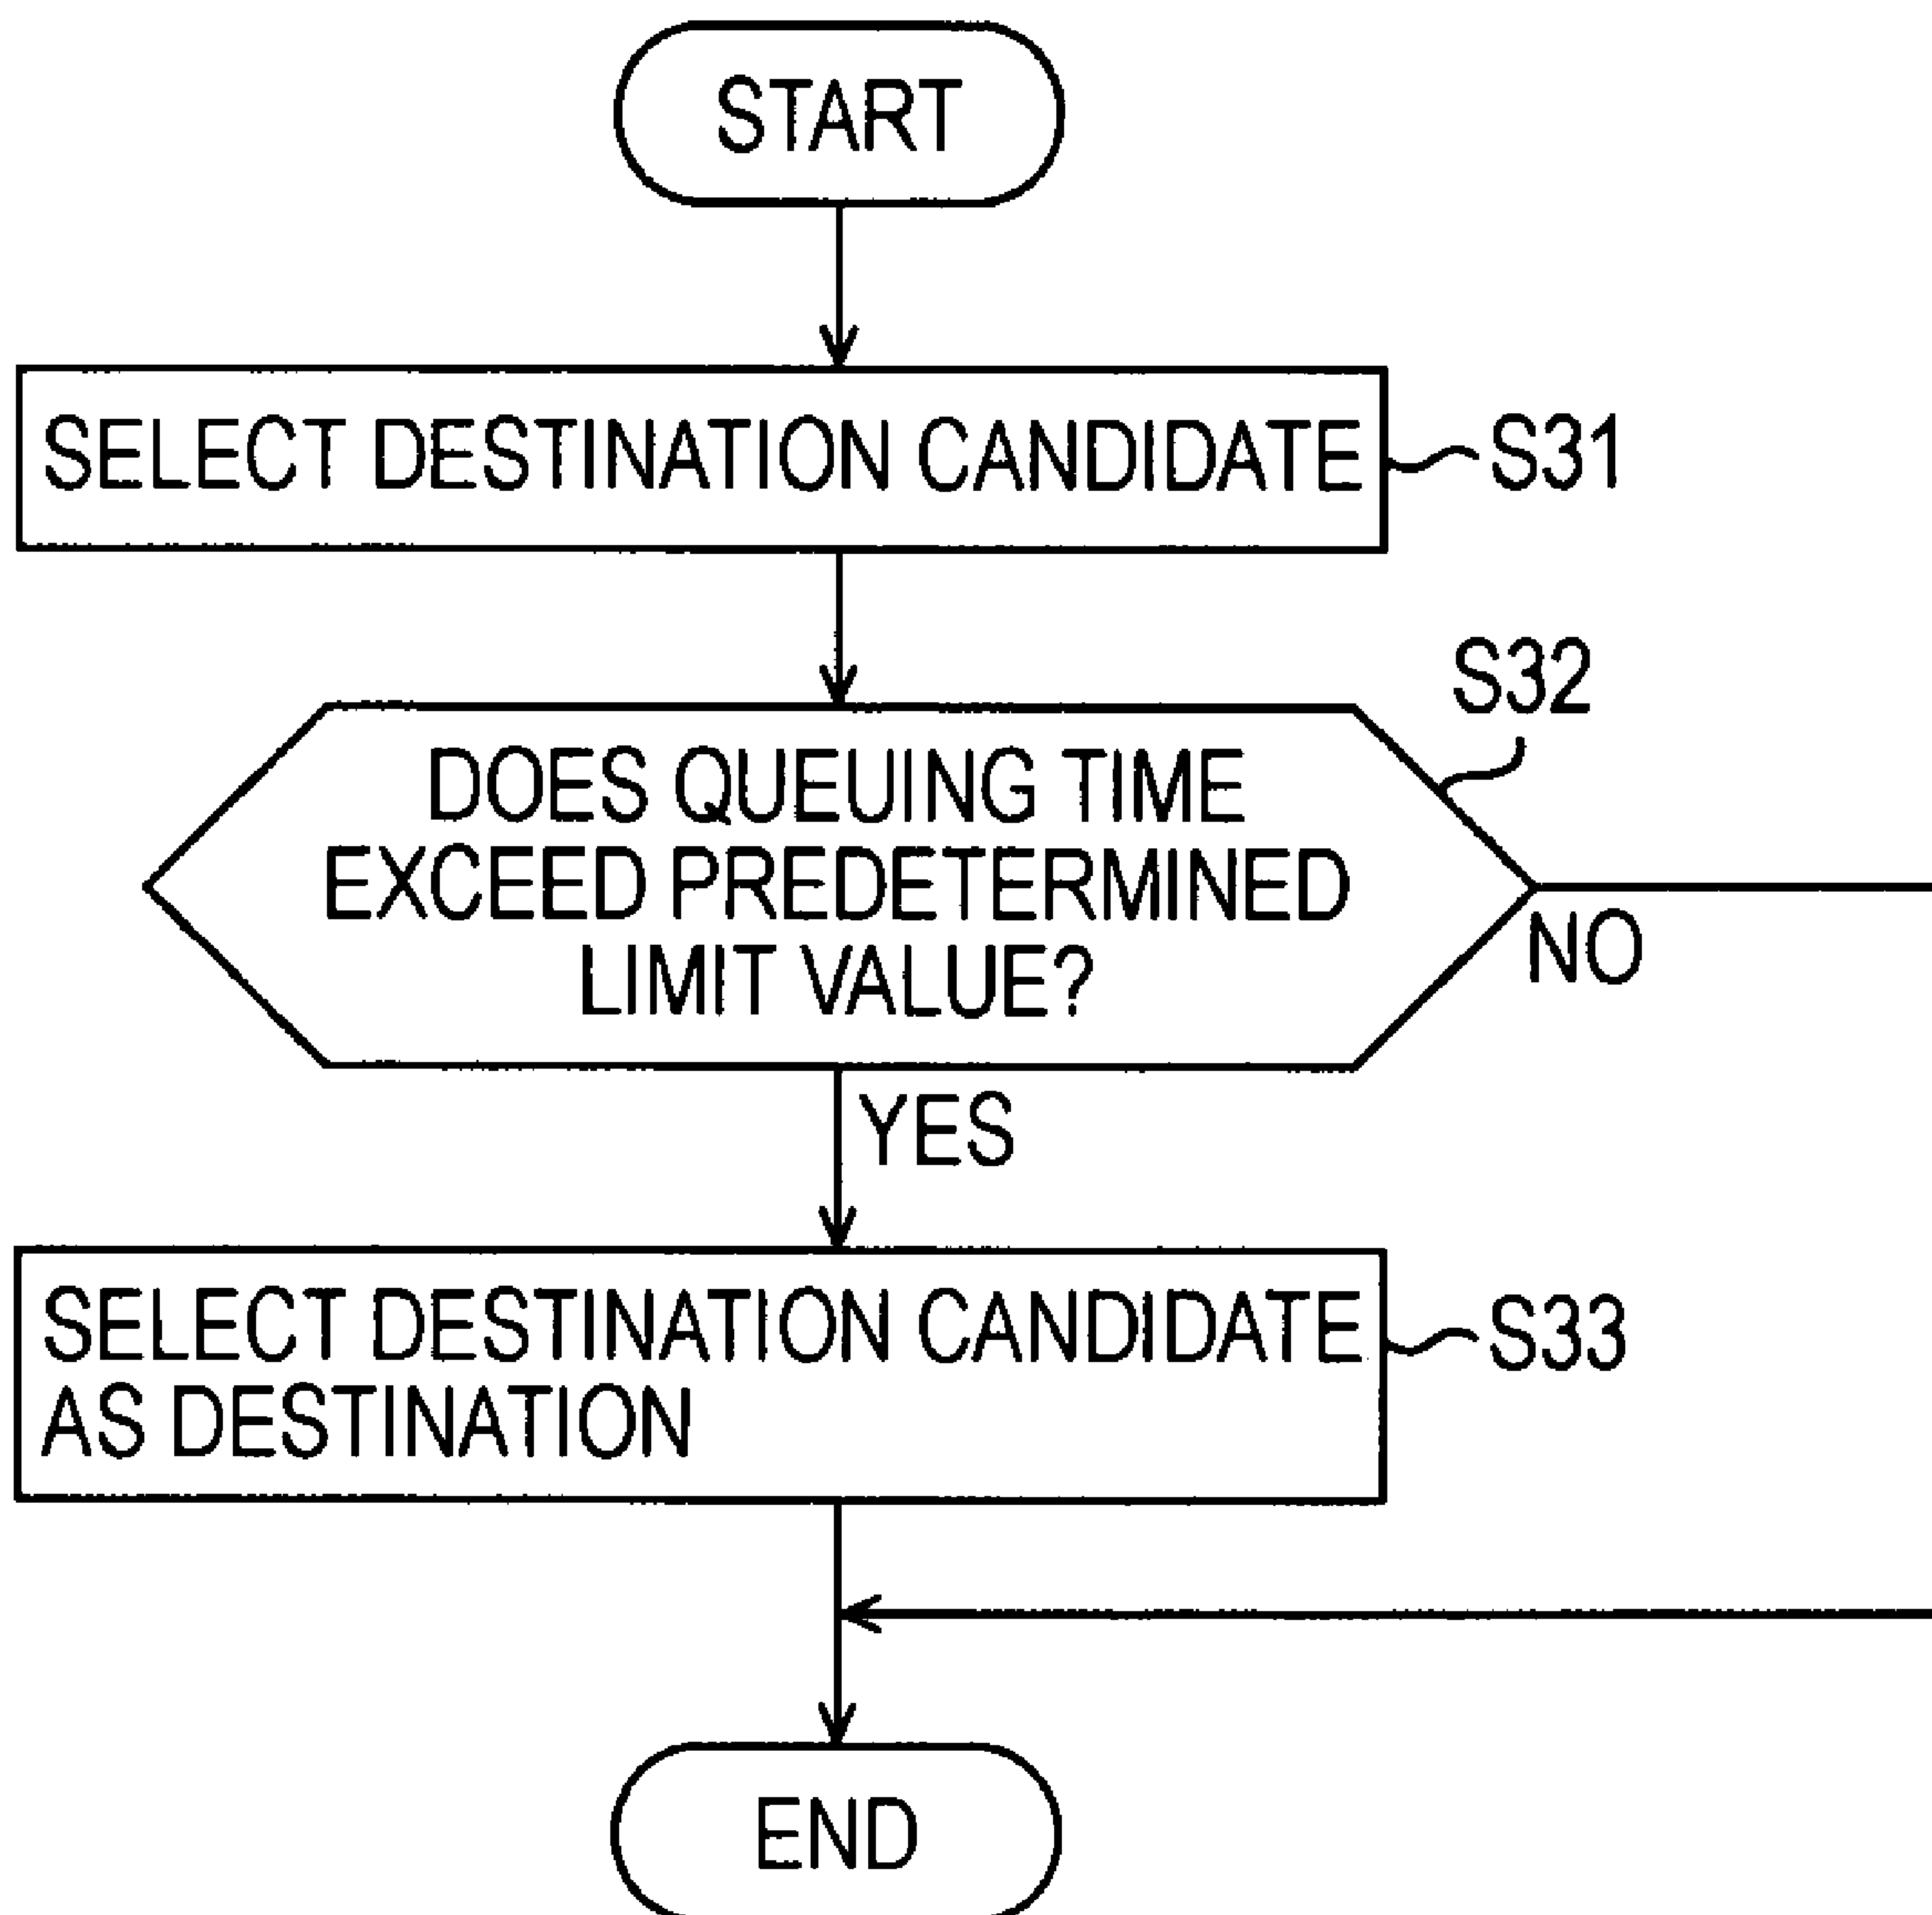 START
SELECT DESTINATION CANDIDATE
S31
S32
DOES QUEUING TIME
EXCEED PREDETERMINED
LIMIT VALUE?
NO
YES
SELECT DESTINATION CANDIDATE
AS DESTINATION
S33
END